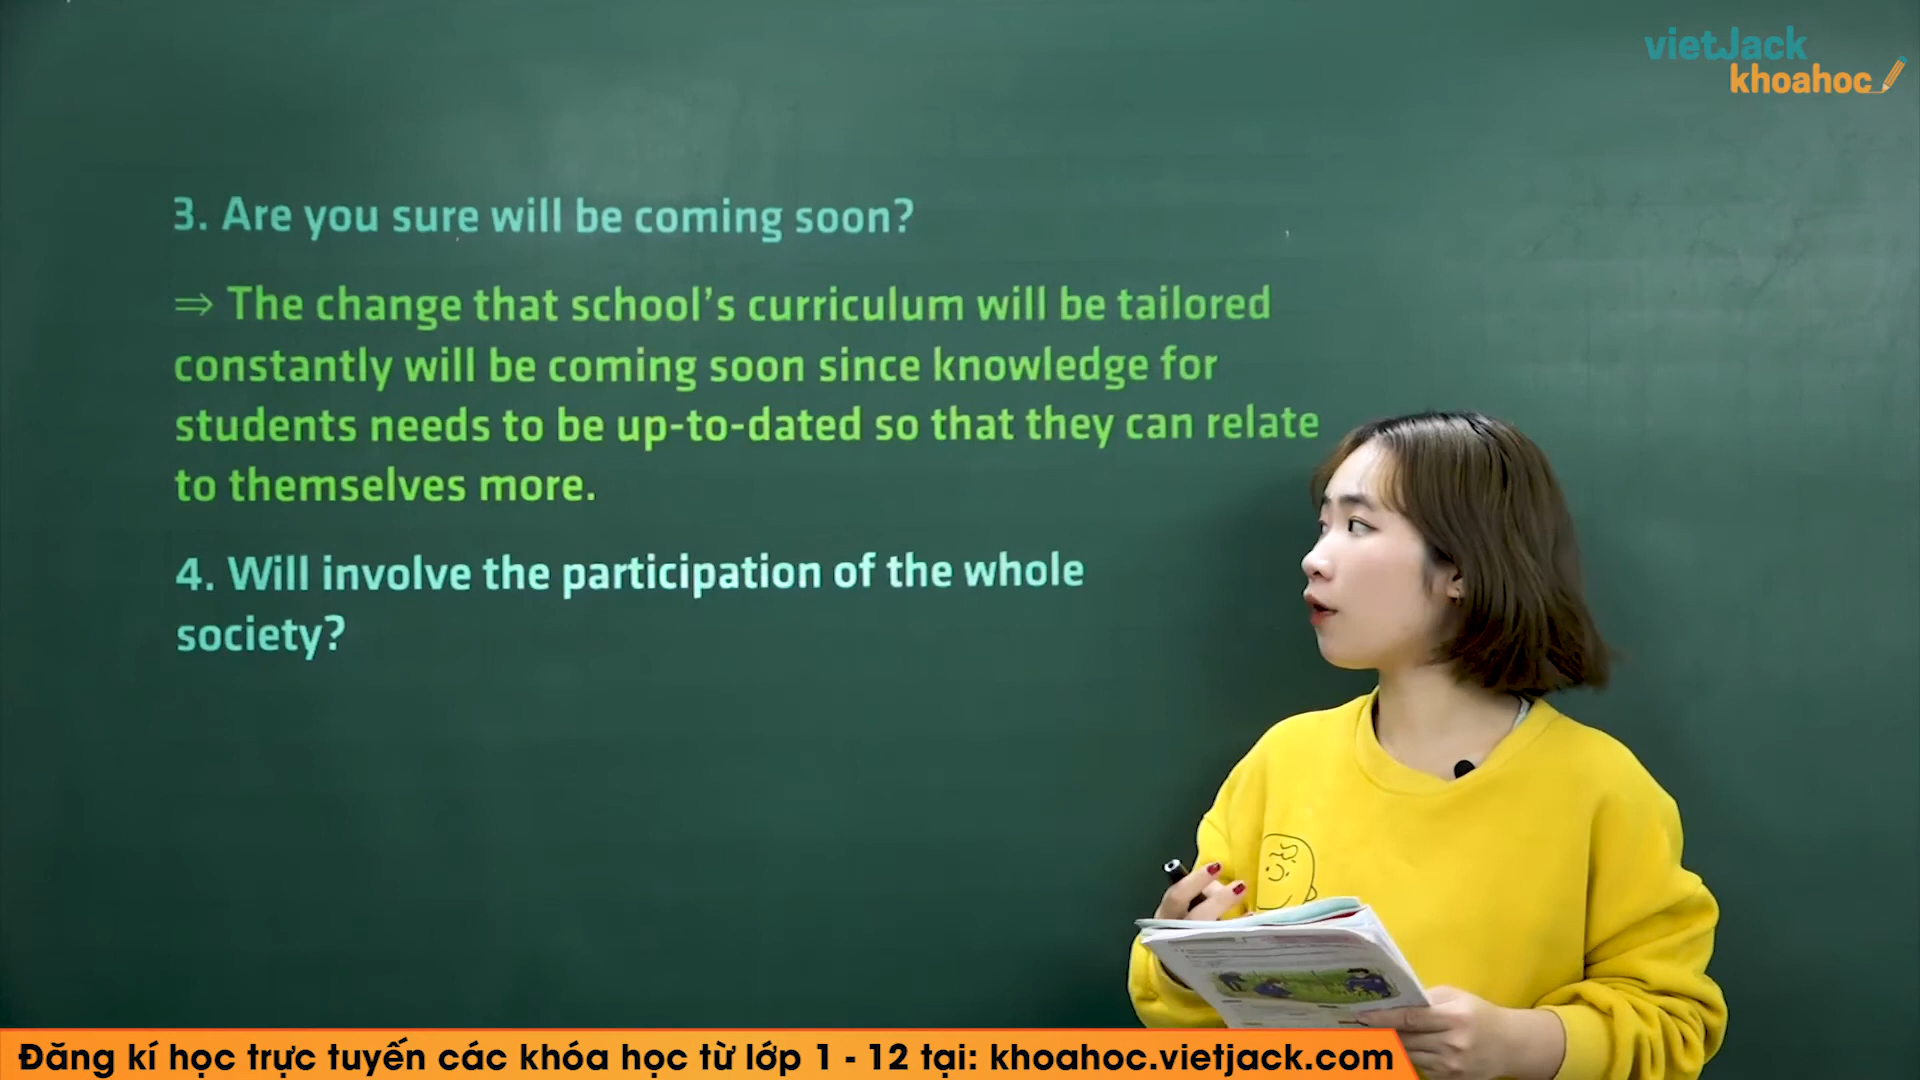 vietJack
khoahoc
3. Are you sure will be coming soon?
⇒ The change that school’s curriculum will be tailored
constantly will be coming soon since knowledge for
students needs to be up-to-dated so that they can relate
to themselves more.
4. Will involve the participation of the whole
society?
Đăng kí học trực tuyến các khóa học từ lớp 1 - 12 tại: khoahoc.vietjack.com